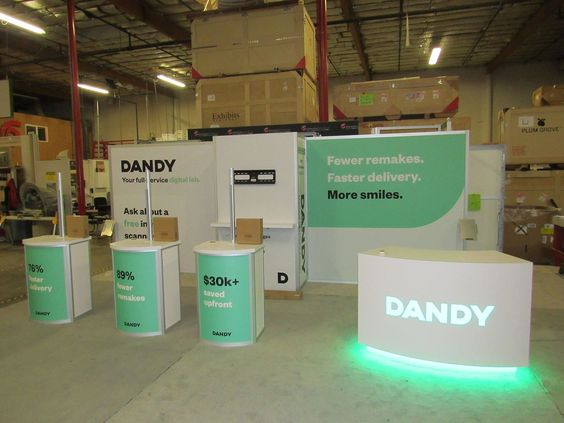 Exhibits
PLUM GROVE
DANDY
Your full-service digital lab.
Ask about a
free in
scann
DANDY
D
Fewer remakes.
Faster delivery.
More smiles.
76%
faster
delivery
DANDY
89%
fewer
remakes
DANDY
$30k+
saved
upfront
DANDY
DANDY